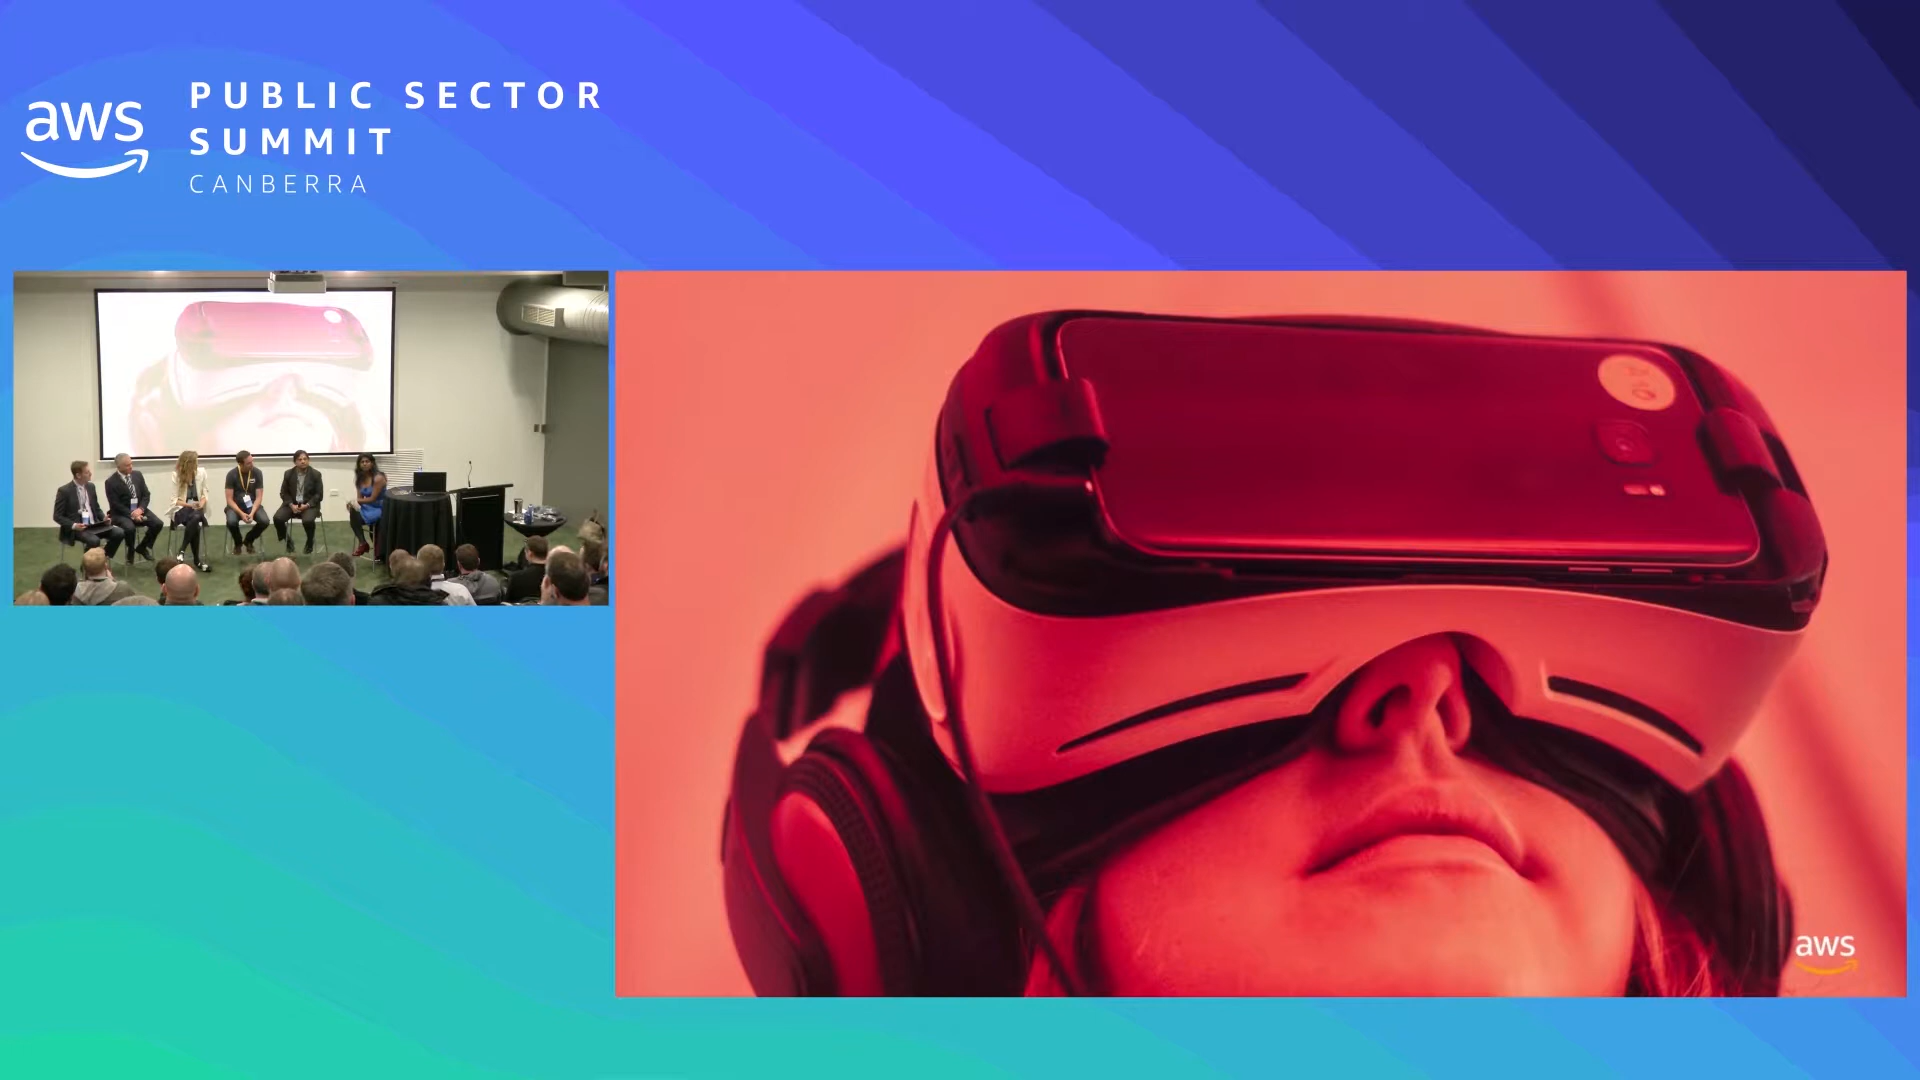 aws
PUBLIC SECTOR
SUMMIT
CANBERRA
aws